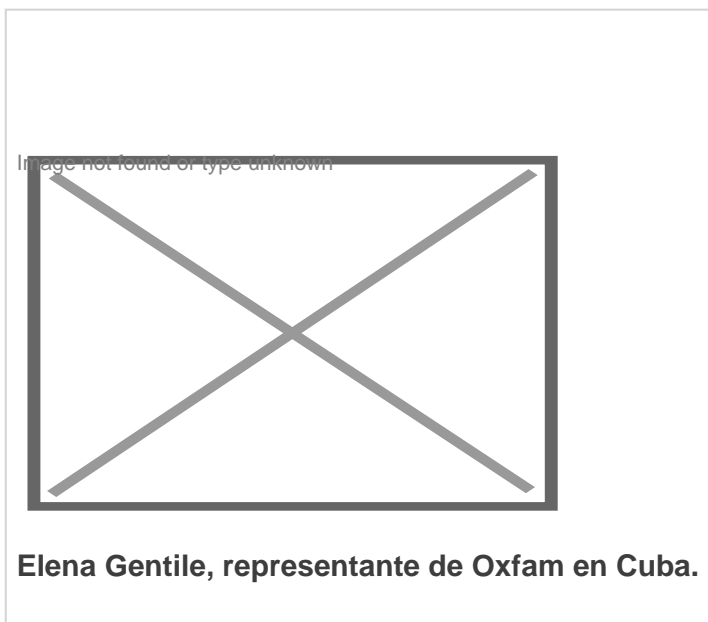 Image not found or type unknown
Elena Gentile, representante de Oxfam en Cuba.